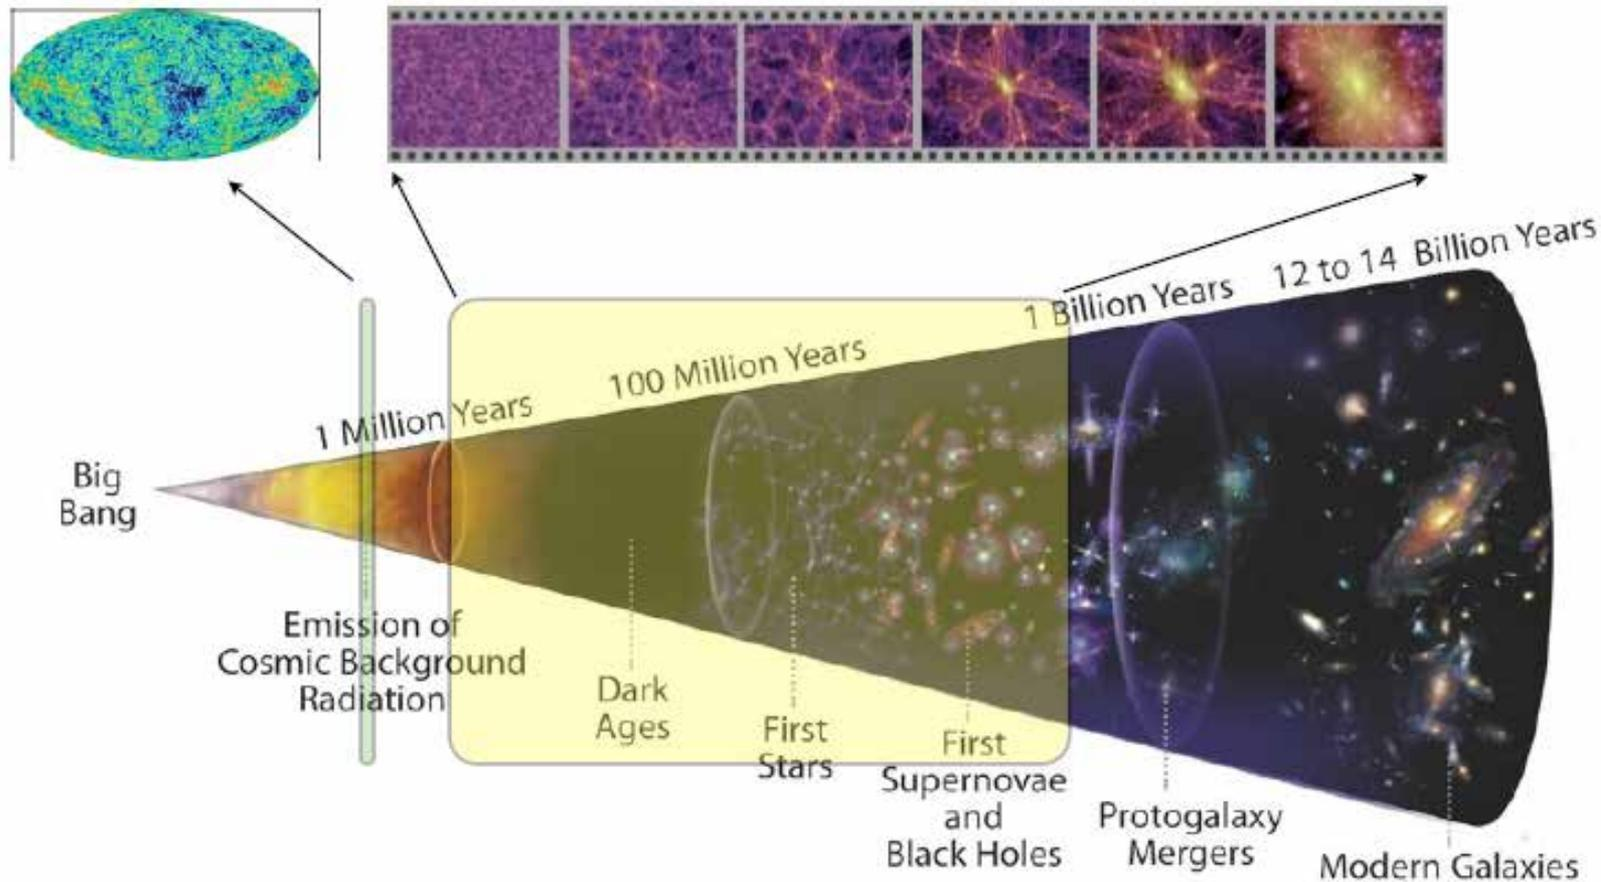 12 to 14 Billion Years
1 Billion Years
100 Million Years
1 Million Years
Big
Bang
Emission of
Cosmic Background
Radiation
Dark
Ages
First
Stars
First
Supernovae
and
Black Holes
Protogalaxy
Mergers
Modern Galaxies